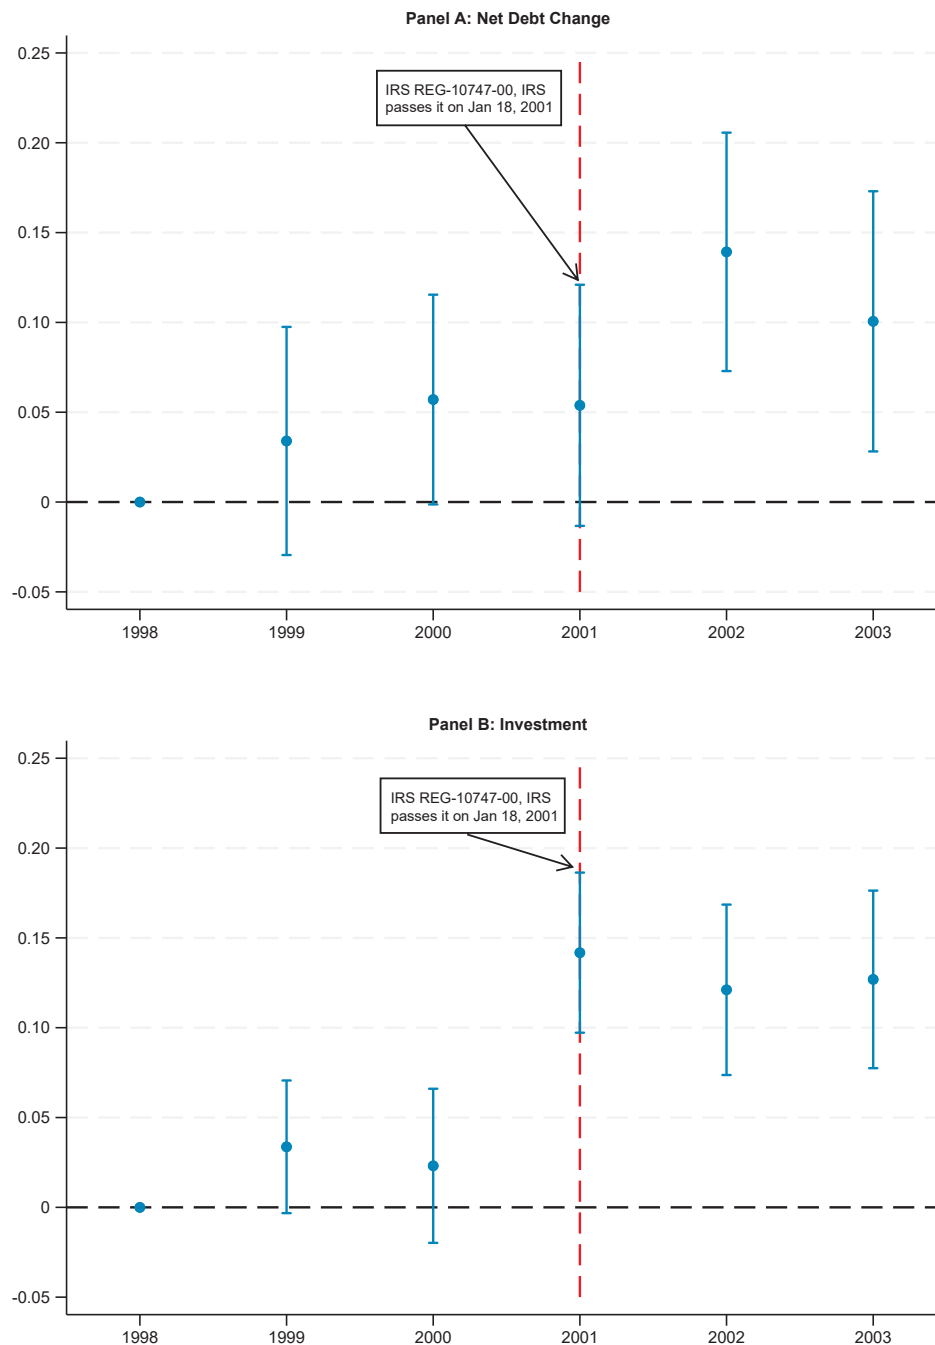 Panel A: Net Debt Change
0.25
IRS REG-10747-00, IRS
passes it on Jan 18, 2001
0.20
0.15
0.10
0.05
0
-0.05
1998 1999 2000 2001 2002 2003
Panel B: Investment
0.25
IRS REG-10747-00, IRS
passes it on Jan 18, 2001
0.20
0.15
0.10
0.05
0
-0.05
1998 1999 2000 2001 2002 2003